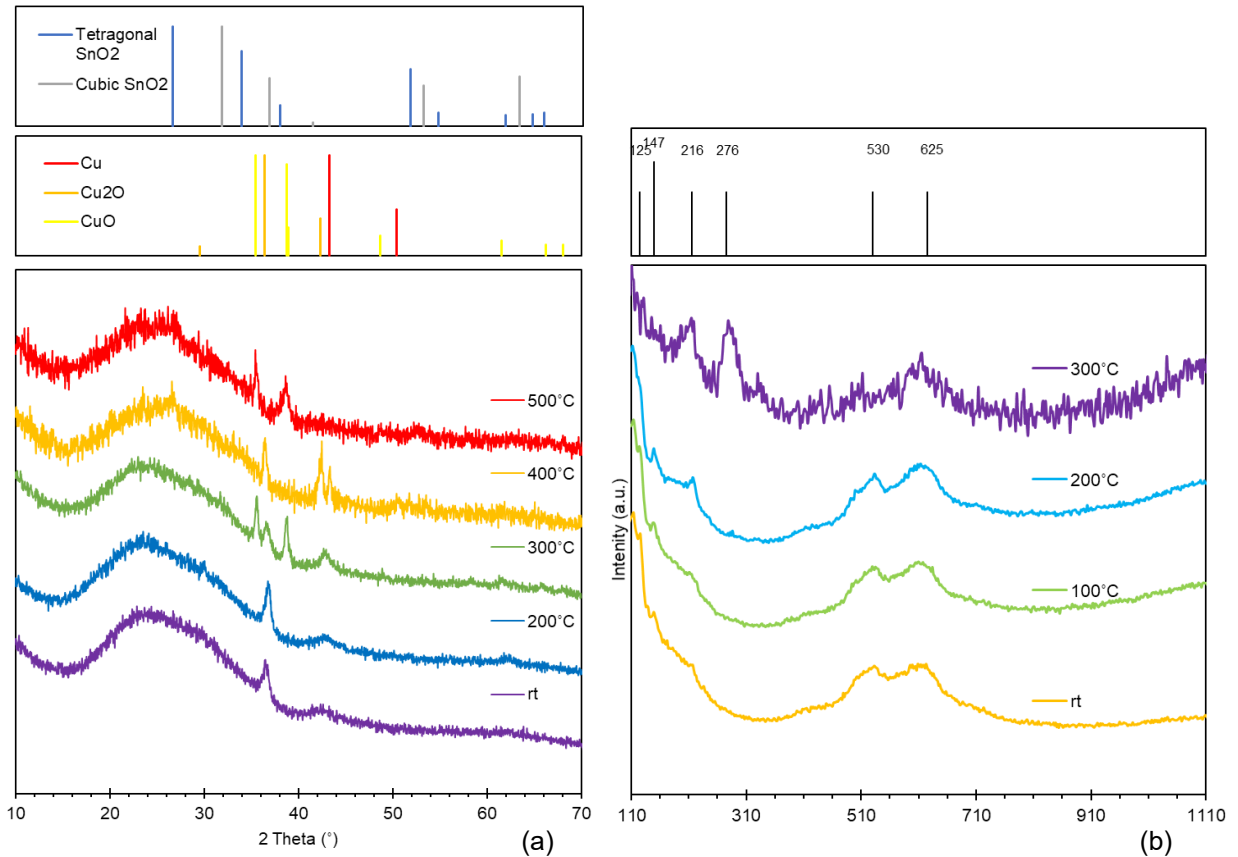 Tetragonal
SnO2
Cubic SnO2
Cu
Cu2O
CuO
500°C
400°C
300°C
200°C
rt
10 20 30 40 50 60 70
2 Theta (°)
(a)
125 147 216 276 530 625
300°C
200°C
100°C
rt
Intenity (a.u.)
110 310 510 710 910 1110
(b)